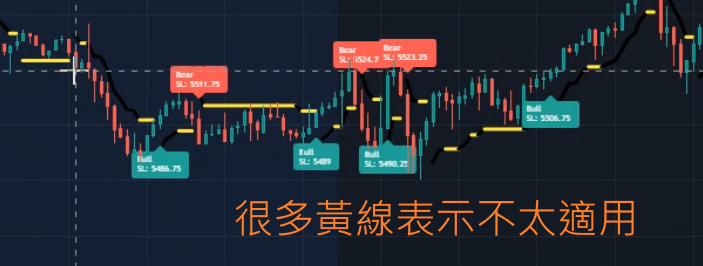 Bear
SL: 5524.7
Bear
SL: 5523.25
Bear
SL: 5511.75
Bull
SL: 5506.75
Bull
SL: 5489
Bull
SL: 5490.25
Bull
SL: 5486.75
很多黃線表示不太適用